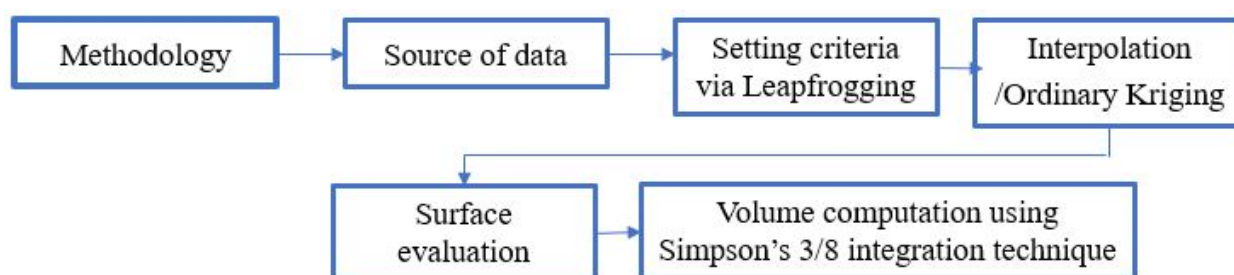 Methodology
Source of data
Setting criteria
via Leapfrogging
Interpolation
/Ordinary Kriging
Surface
evaluation
Volume computation using
Simpson’s 3/8 integration technique